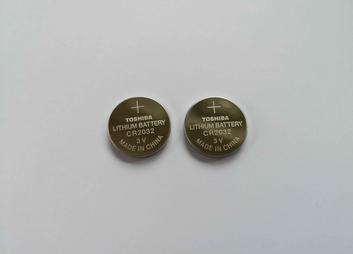 +
TOSHIBA
LITHIUM BATTERY
CR2032
3 V
MADE IN CHINA
+
TOSHIBA
LITHIUM BATTERY
CR2032
3 V
MADE IN CHINA